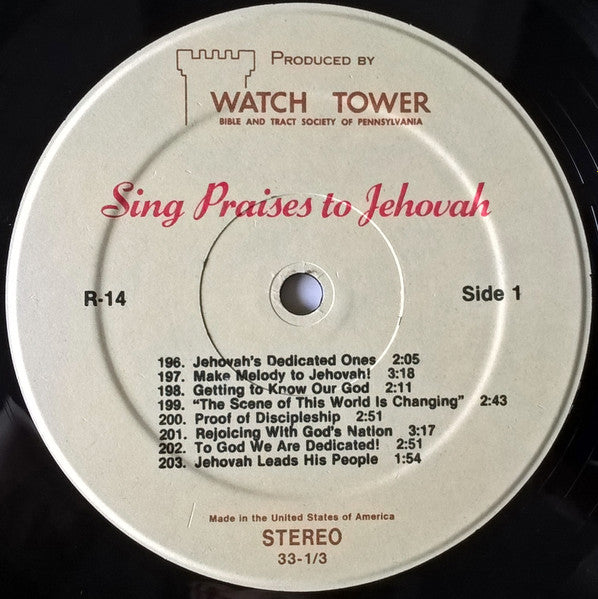 PRODUCED BY
WATCH TOWER
BIBLE AND TRACT SOCIETY OF PENNSYLVANIA
Sing Praises to Jehovah
R-14
Side 1
196. Jehovah's Dedicated Ones 2:05
197. Make Melody to Jehovah! 3:18
198. Getting to Know Our God 2:11
199. "The Scene of This World Is Changing" 2:43
200. Proof of Discipleship 2:51
201. Rejoicing With God's Nation 3:17
202. To God We Are Dedicated! 2:51
203. Jehovah Leads His People 1:54
Made in the United States of America
STEREO
33-1/3